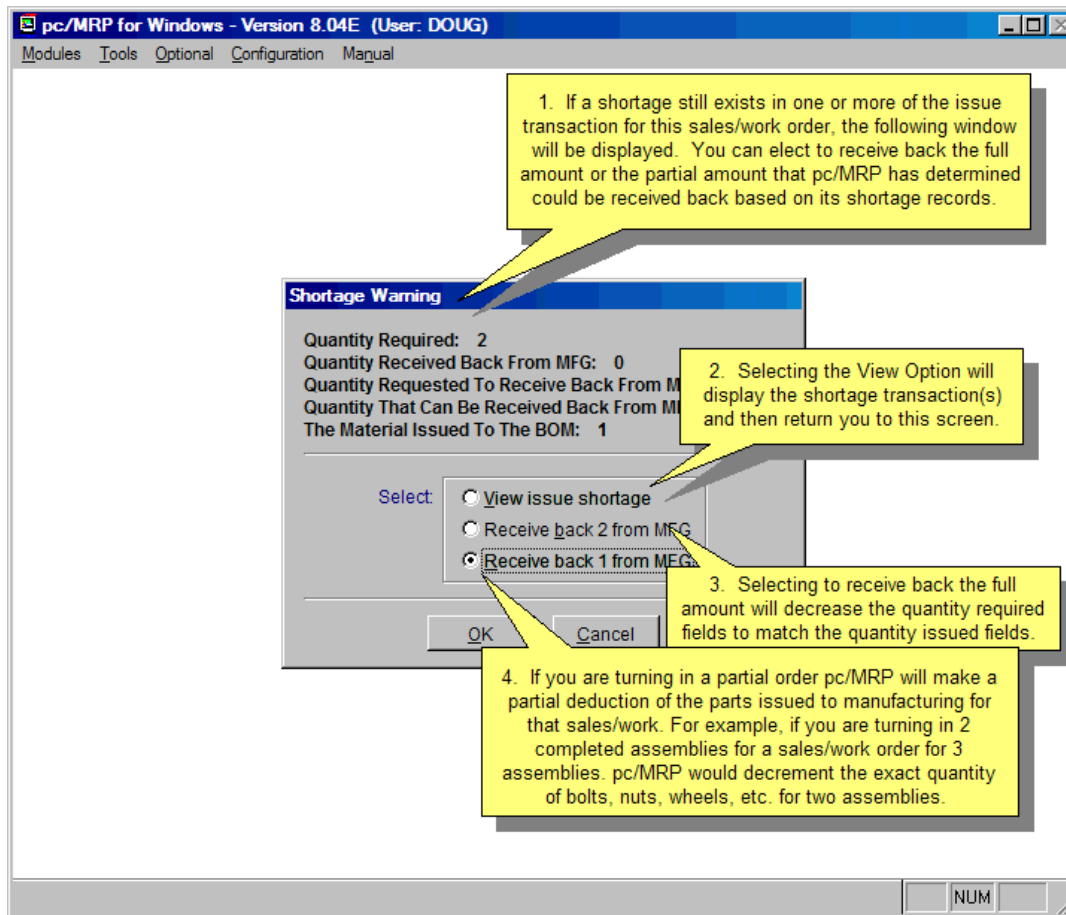 pc/MRP for Windows - Version 8.04E (User: DOUG)
Modules Tools Optional Configuration Manual
1. If a shortage still exists in one or more of the issue
transaction for this sales/work order, the following window
will be displayed. You can elect to receive back the full
amount or the partial amount that pc/MRP has determined
could be received back based on its shortage records.
Shortage Warning
Quantity Required: 2
Quantity Received Back From MFG: 0
Quantity Requested To Receive Back From
Quantity That Can Be Received Back From
The Material Issued To The BOM: 1
2. Selecting the View Option will
display the shortage transaction(s)
and then return you to this screen.
Select:
View issue shortage
Receive back 2 from MFG
Receive back 1 from MFG
3. Selecting to receive back the full
amount will decrease the quantity required
fields to match the quantity issued fields.
OK Cancel
4. If you are turning in a partial order pc/MRP will make a
partial deduction of the parts issued to manufacturing for
that sales/work. For example, if you are turning in 2
completed assemblies for a sales/work order for 3
assemblies. pc/MRP would decrement the exact quantity
of bolts, nuts, wheels, etc. for two assemblies.
NUM